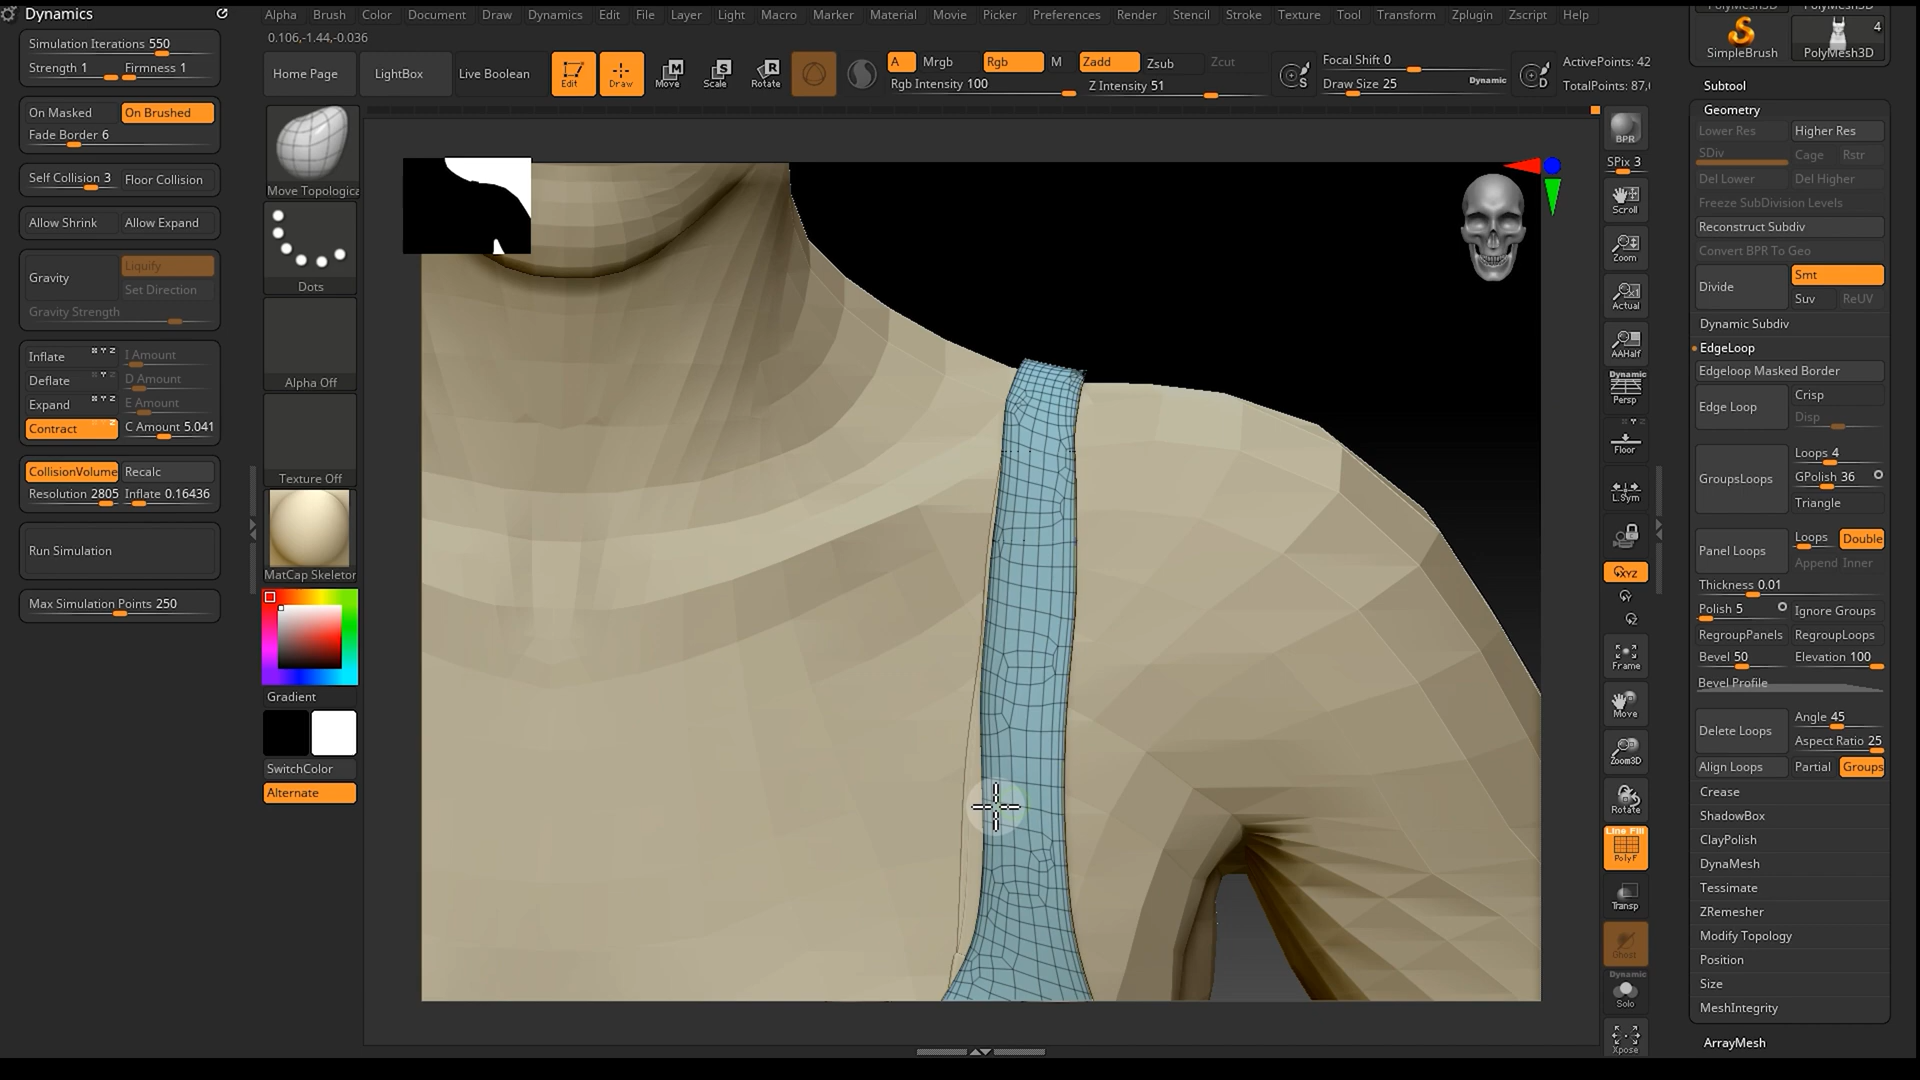 Dynamics
Simulation Iterations 550
Strength 1 Firmness 1
On Masked On Brushed
Fade Border 6
Self Collision 3 Floor Collision
Allow Shrink Allow Expand
Gravity Liquify
Set Direction
Gravity Strength
Inflate I Amount
Deflate D Amount
Expand E Amount
Contract C Amount 5.041
CollisionVolume Recalc
Resolution 2805 Inflate 0.16436
Run Simulation
Max Simulation Points 250
Alpha Brush Color Document Draw Dynamics Edit File Layer Light Macro Marker Material Movie Picker Preferences Render Stencil Stroke Texture Tool Transform Zplugin Zscript Help
0.106,-1.44,-0.036
Home Page LightBox Live Boolean Edit Draw Move Scale Rotate
A Mrgb Rgb M Zadd Zsub Zcut
Rgb Intensity 100 Z Intensity 51
Focal Shift 0
Draw Size 25 Dynamic
ActivePoints: 42
TotalPoints: 87,
Move Topologica
Dots
Alpha Off
Texture Off
MatCap Skeleton
Gradient
SwitchColor
Alternate
BPR
SPix 3
Scroll
Zoom
Actual
AAHalf
Dynamic
Persp
Floor
L.Sym
XYZ
Frame
Move
Zoom3D
Rotate
Line Fill
PolyF
Transp
Ghost
Dynamic
Solo
Xpose
SimpleBrush PolyMesh3D
4
Subtool
Geometry
Lower Res Higher Res
SDiv Cage Rstr
Del Lower Del Higher
Freeze SubDivision Levels
Reconstruct Subdiv
Convert BPR To Geo
Divide Smt
Suv ReUV
Dynamic Subdiv
EdgeLoop
Edgeloop Masked Border
Edge Loop Crisp
Disp
GroupsLoops Loops 4
GPolish 36
Triangle
Panel Loops Loops Double
Append Inner
Thickness 0.01
Polish 5 Ignore Groups
RegroupPanels RegroupLoops
Bevel 50 Elevation 100
Bevel Profile
Delete Loops Angle 45
Aspect Ratio 25
Align Loops Partial Groups
Crease
ShadowBox
ClayPolish
DynaMesh
Tessimate
ZRemesher
Modify Topology
Position
Size
MeshIntegrity
ArrayMesh